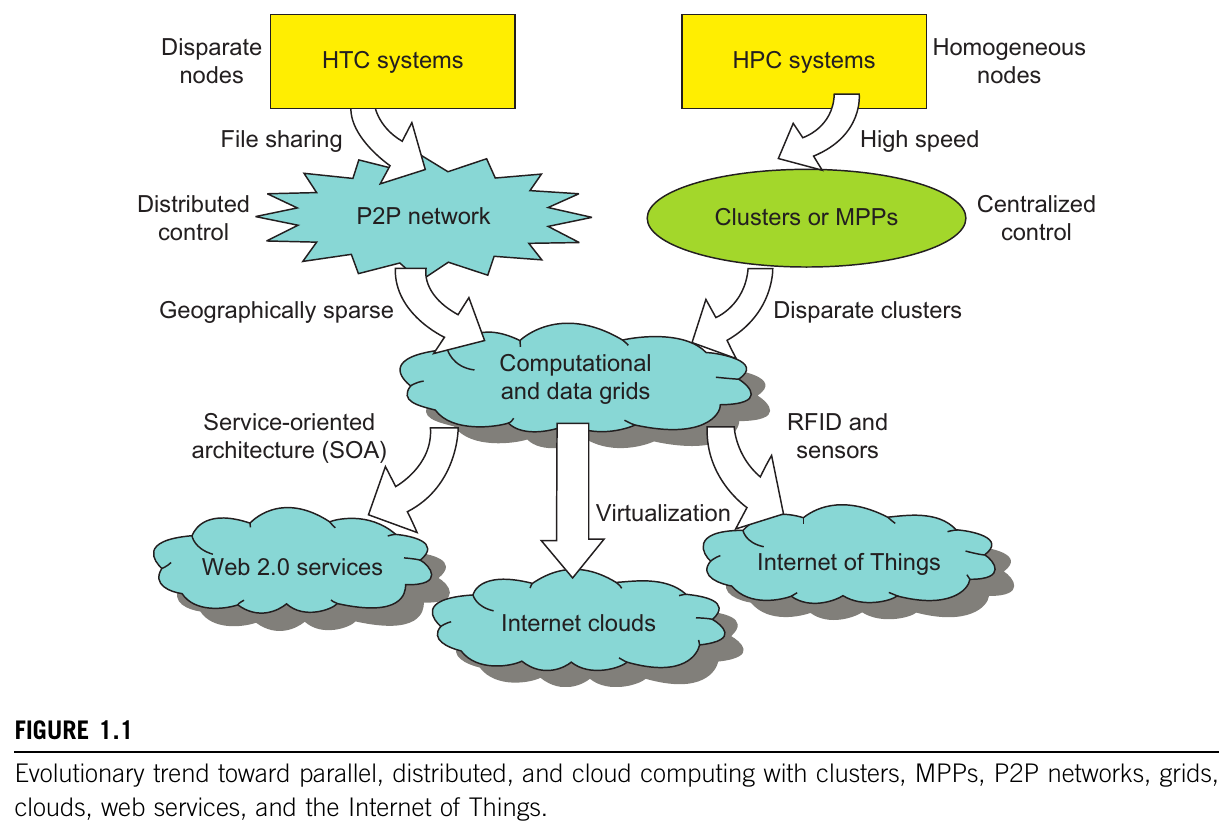 Disparate
nodes
HTC systems
HPC systems
Homogeneous
nodes
File sharing
High speed
Distributed
control
P2P network
Clusters or MPPs
Centralized
control
Geographically sparse
Disparate clusters
Computational
and data grids
Service-oriented
architecture (SOA)
RFID and
sensors
Virtualization
Web 2.0 services
Internet of Things
Internet clouds
FIGURE 1.1
Evolutionary trend toward parallel, distributed, and cloud computing with clusters, MPPs, P2P networks, grids,
clouds, web services, and the Internet of Things.